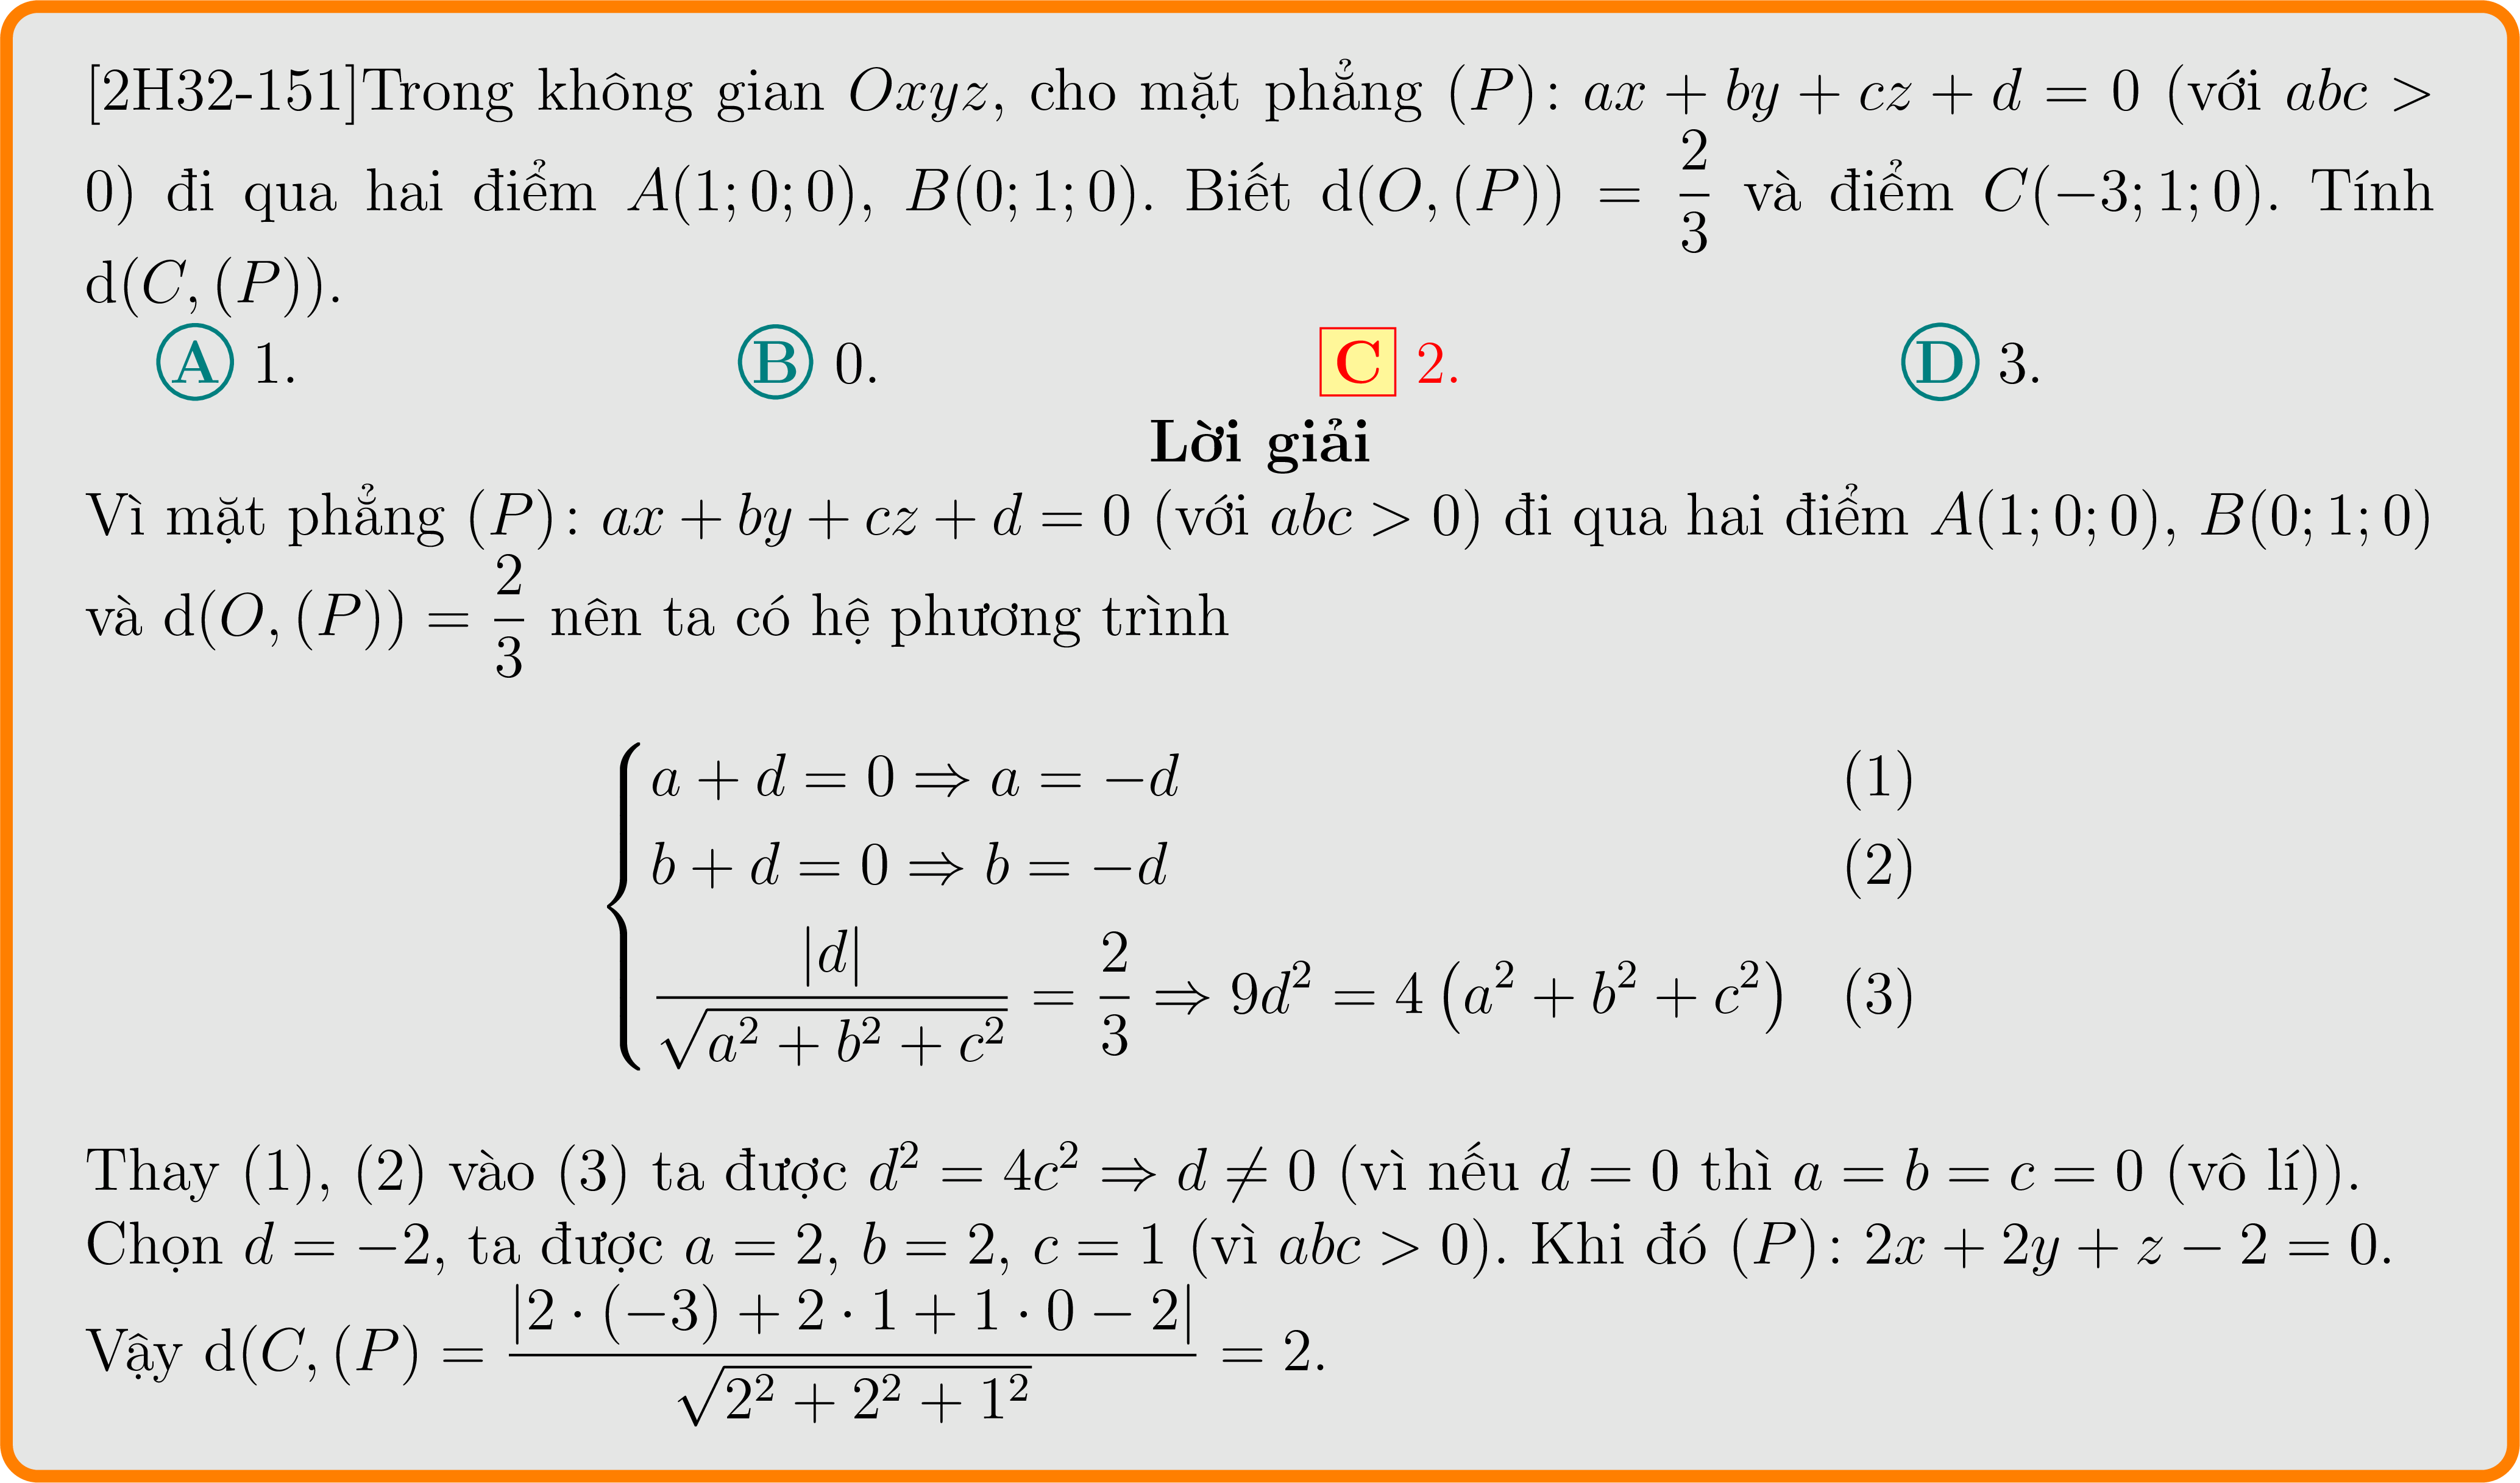 [2H32-151]Trong không gian $Oxyz$, cho mặt phẳng $(P)\colon ax + by + cz + d = 0$ (với $abc >$
$0$) đi qua hai điểm $A(1; 0; 0)$, $B(0; 1; 0)$. Biết $\mathrm{d}(O, (P)) = \dfrac{2}{3}$ và điểm $C(-3; 1; 0)$. Tính
$\mathrm{d}(C, (P))$.
A 1. B 0. C 2. D 3.
Lời giải
Vì mặt phẳng $(P)\colon ax + by + cz + d = 0$ (với $abc > 0$) đi qua hai điểm $A(1; 0; 0)$, $B(0; 1; 0)$
và $\mathrm{d}(O, (P)) = \dfrac{2}{3}$ nên ta có hệ phương trình
$\begin{cases} a + d = 0 \Rightarrow a = -d & (1) \\ b + d = 0 \Rightarrow b = -d & (2) \\ \dfrac{|d|}{\sqrt{a^2 + b^2 + c^2}} = \dfrac{2}{3} \Rightarrow 9d^2 = 4\left(a^2 + b^2 + c^2\right) & (3) \end{cases}$
Thay (1), (2) vào (3) ta được $d^2 = 4c^2 \Rightarrow d \neq 0$ (vì nếu $d = 0$ thì $a = b = c = 0$ (vô lí)).
Chọn $d = -2$, ta được $a = 2$, $b = 2$, $c = 1$ (vì $abc > 0$). Khi đó $(P)\colon 2x + 2y + z - 2 = 0$.
Vậy $\mathrm{d}(C, (P) = \dfrac{|2 \cdot (-3) + 2 \cdot 1 + 1 \cdot 0 - 2|}{\sqrt{2^2 + 2^2 + 1^2}} = 2$.